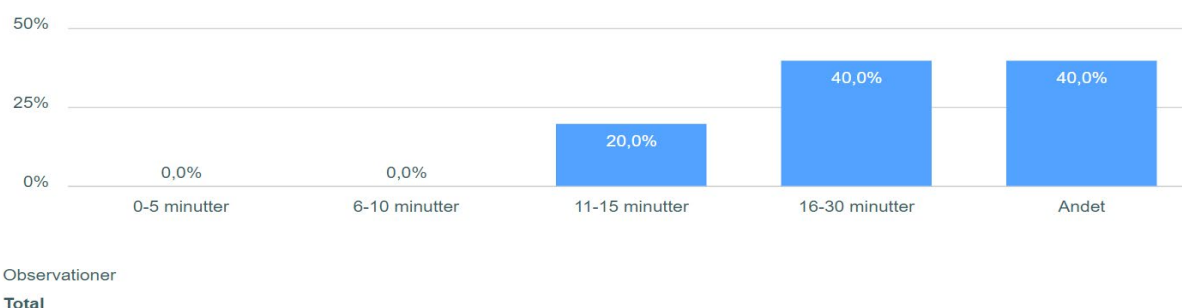 50%
40,0% 40,0%
25%
20,0%
0,0% 0,0%
0%
0-5 minutter 6-10 minutter 11-15 minutter 16-30 minutter Andet
Observationer
Total